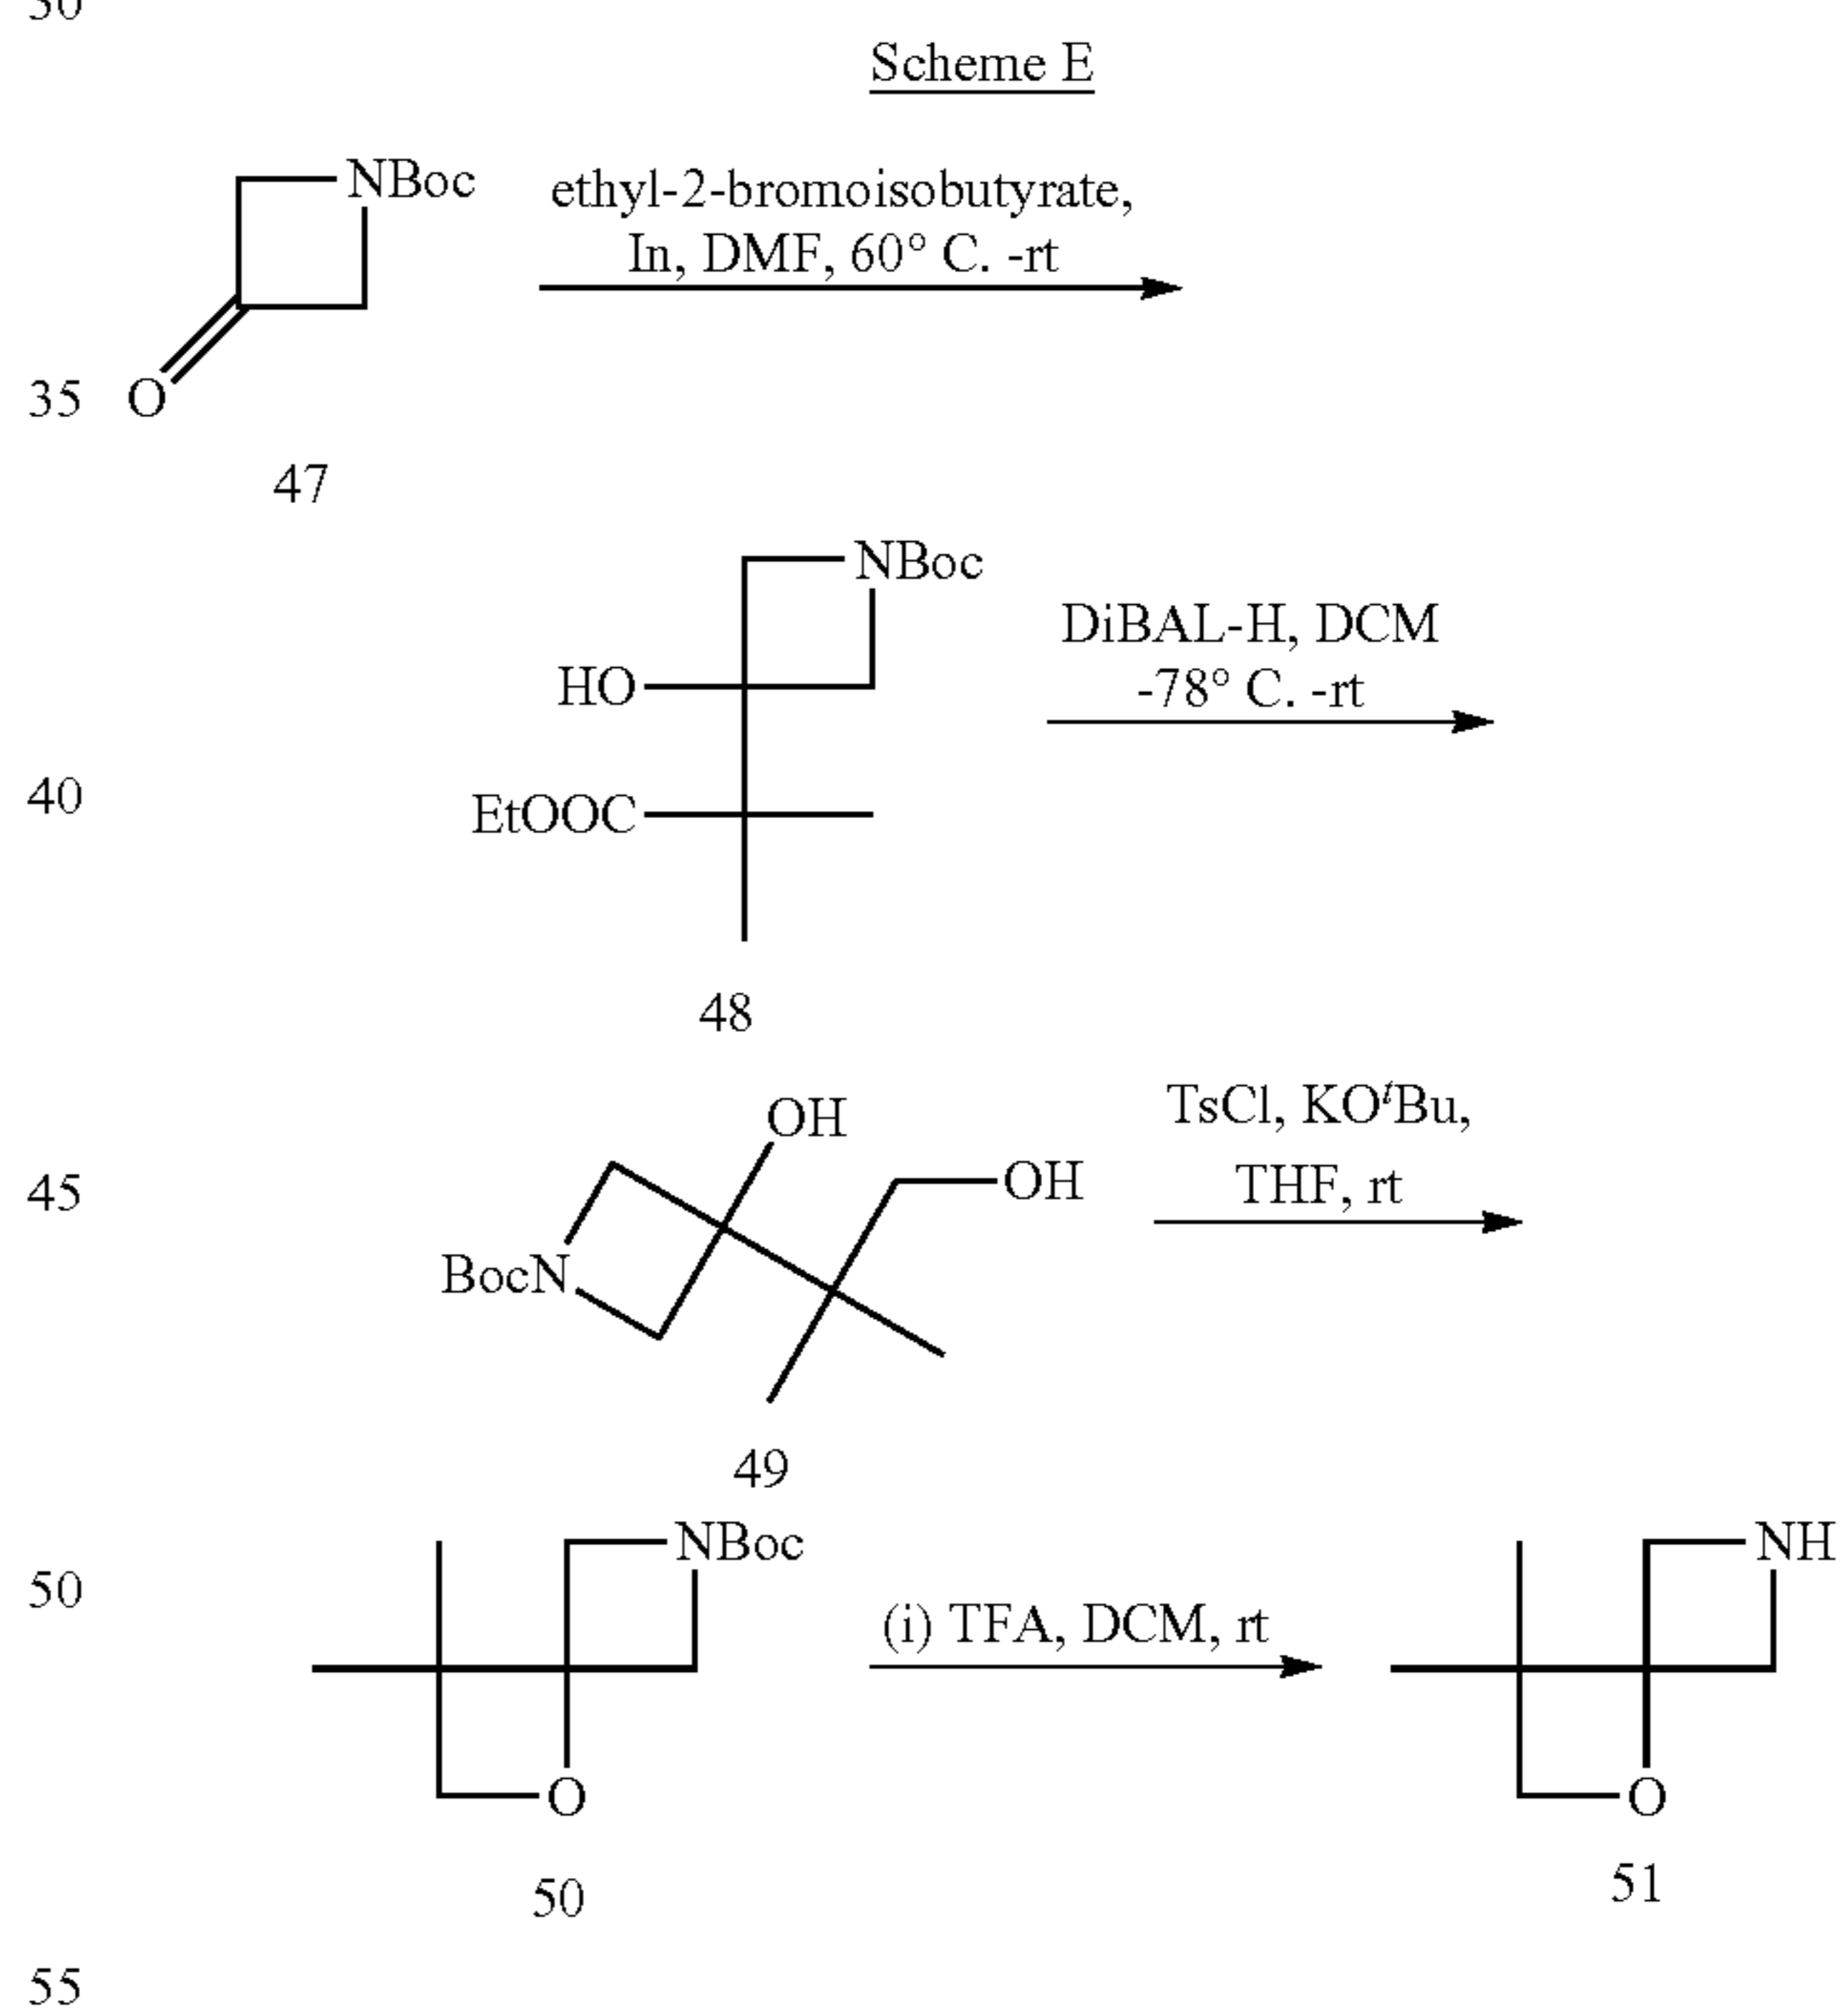 30
Scheme E
NBoc
ethyl-2-bromoisobutyrate,
In, DMF, 60° C. -rt
35
O
47
NBoc
DiBAL-H, DCM
-78° C. -rt
HO
40
EtOOC
48
OH
TsCl, KOᵗBu,
OH
THF, rt
45
BocN
49
NBoc
NH
50
(i) TFA, DCM, rt
O
O
50
51
55